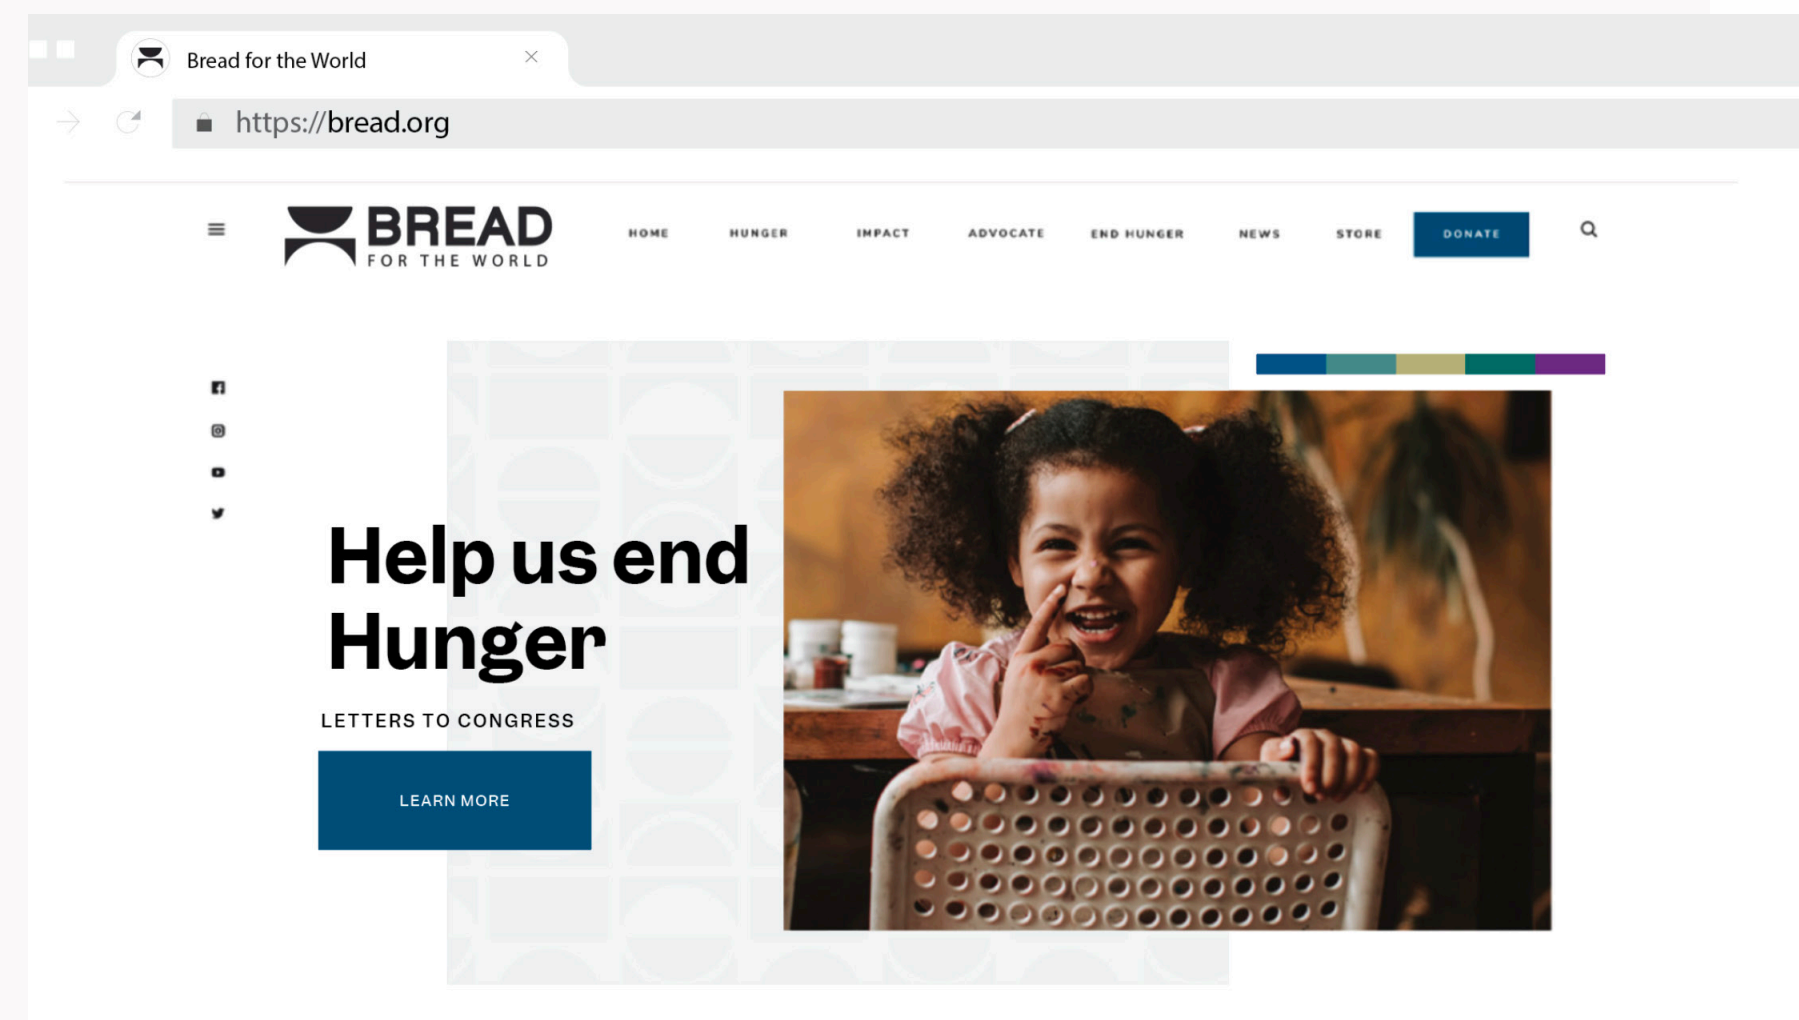 Bread for the World
https://bread.org
BREAD
FOR THE WORLD
HOME HUNGER IMPACT ADVOCATE END HUNGER NEWS STORE DONATE
Help us end
Hunger
LETTERS TO CONGRESS
LEARN MORE